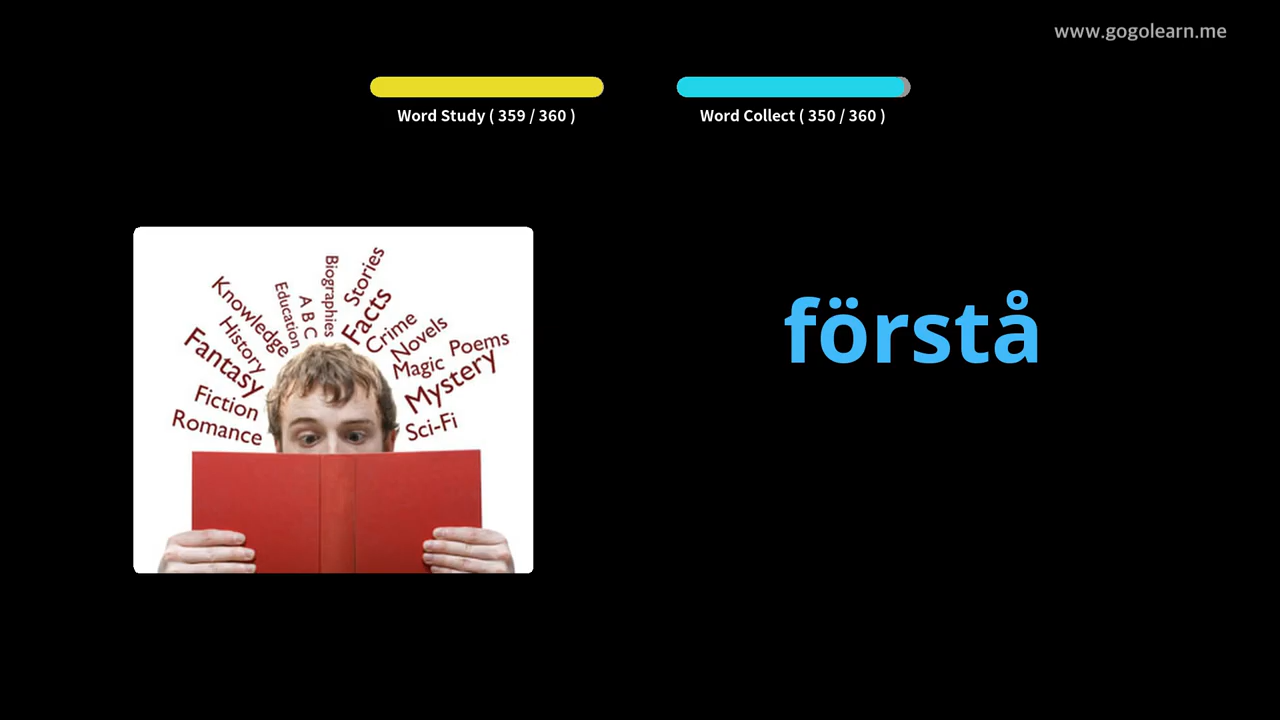 www.gogolearn.me
Word Study ( 359 / 360 )
Word Collect ( 350 / 360 )
Biographies
Stories
Education
A B C
Facts
Knowledge
Crime
History
Novels
Fantasy
Magic
Poems
Mystery
Fiction
Romance
Sci-Fi
förstå